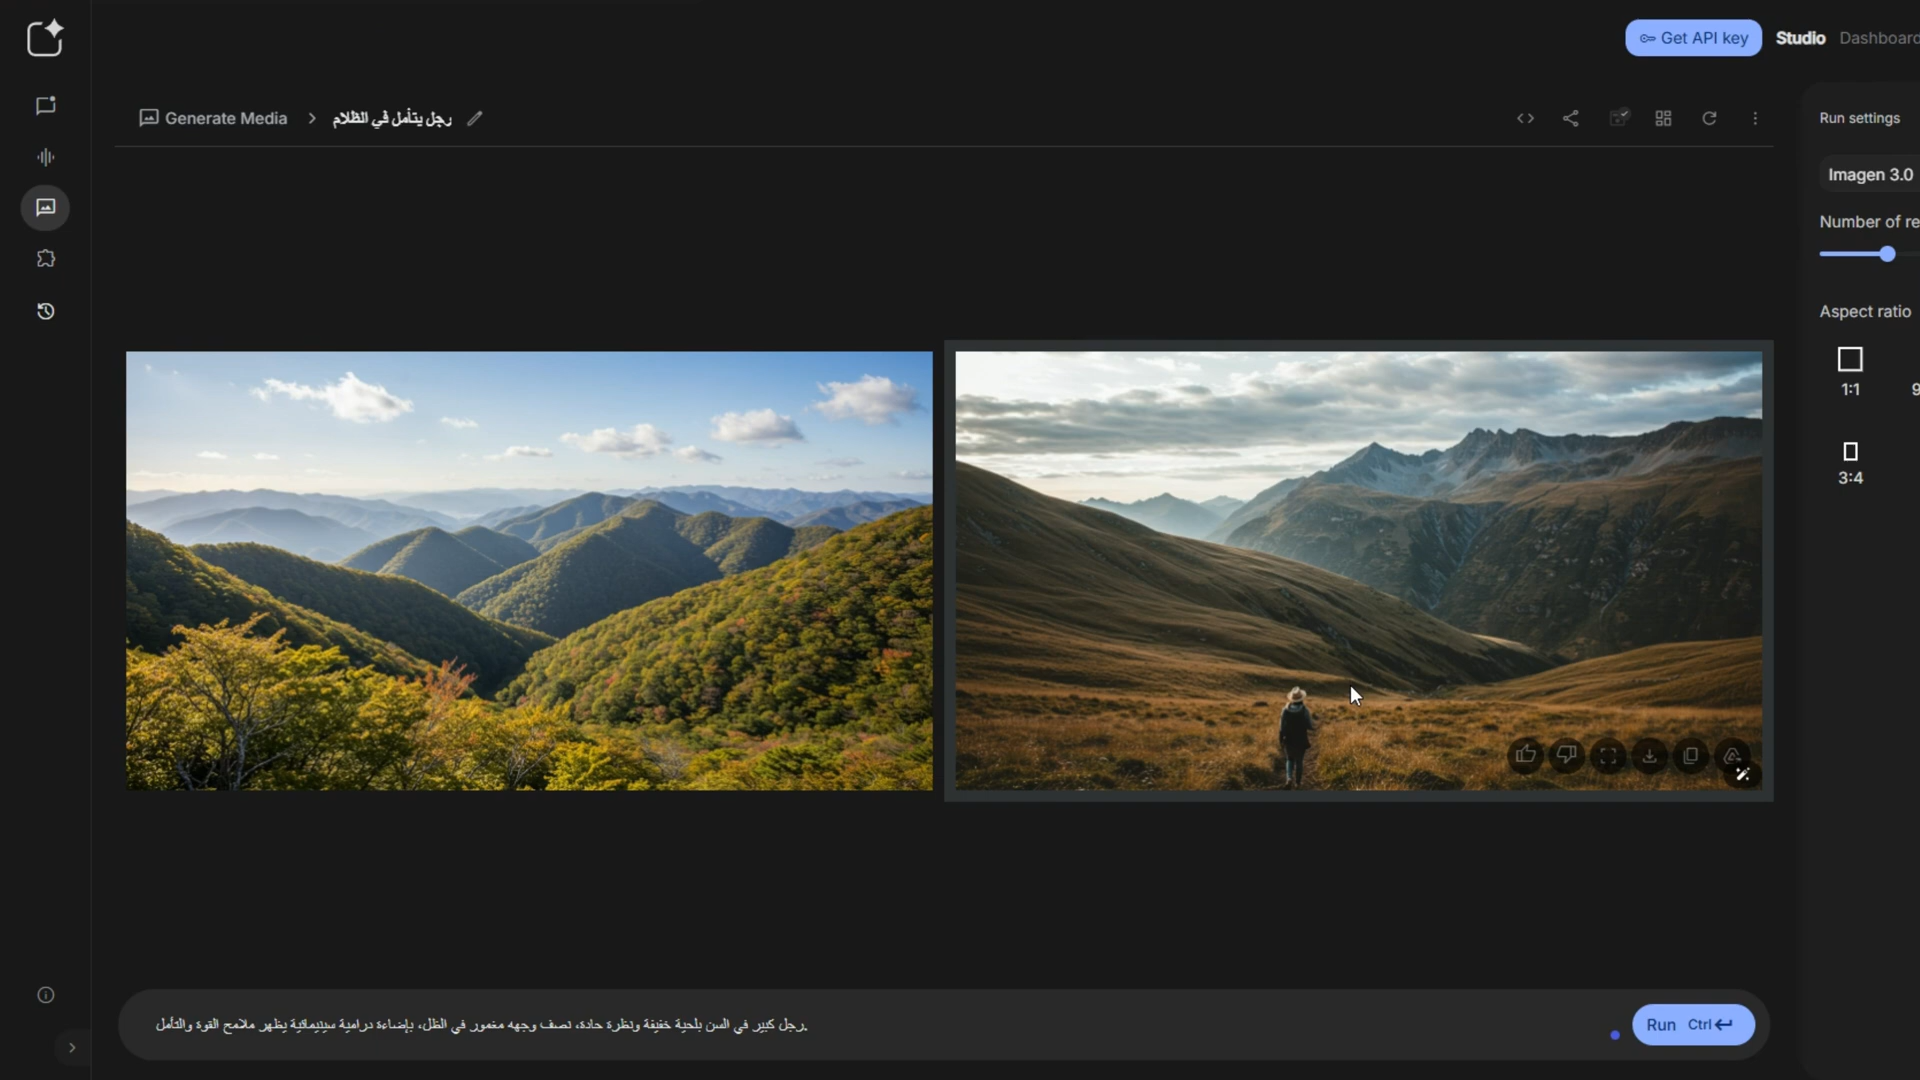 Get API key
Studio
Dashboard
Generate Media
رجل يتأمل في الظلام
Run settings
Imagen 3.0
Number of re
Aspect ratio
1:1
9
3:4
رجل كبير في السن بلحية خفيفة ونظرة حادة، نصف وجهه مغمور في الظل، بإضاءة درامية سينيمائية يظهر ملامح القوة والتأمل.
Run Ctrl